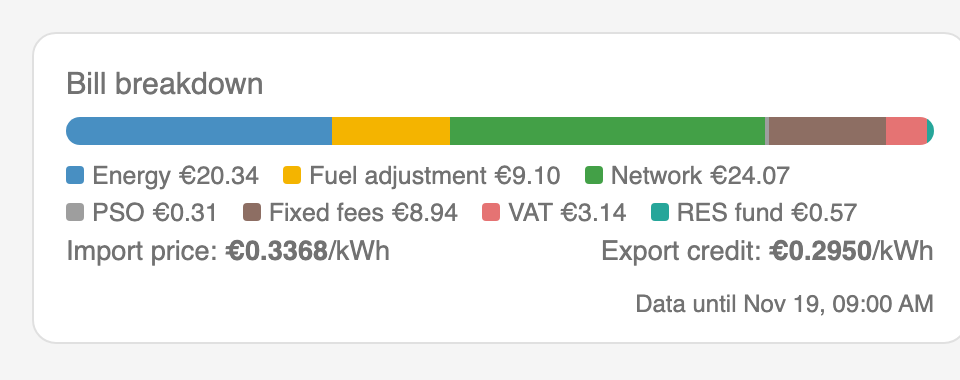 Bill breakdown
Energy €20.34 Fuel adjustment €9.10 Network €24.07
PSO €0.31 Fixed fees €8.94 VAT €3.14 RES fund €0.57
Import price: €0.3368/kWh Export credit: €0.2950/kWh
Data until Nov 19, 09:00 AM